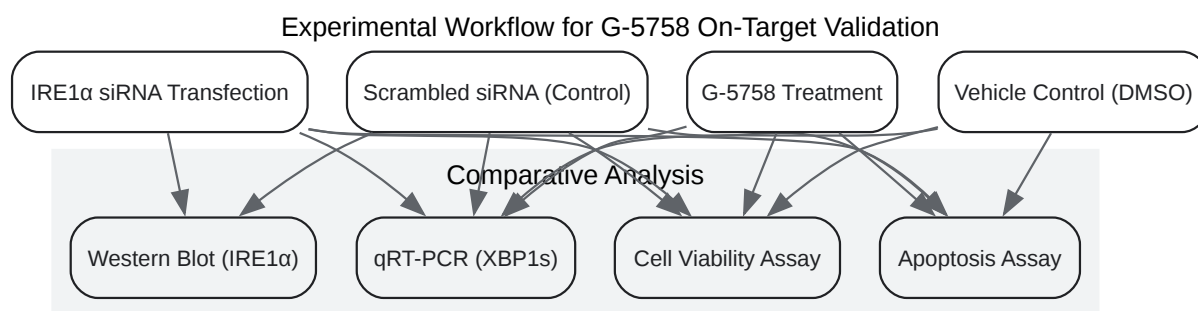 Experimental Workflow for G-5758 On-Target Validation
IRE1α siRNA Transfection
Scrambled siRNA (Control)
G-5758 Treatment
Vehicle Control (DMSO)
Comparative Analysis
Western Blot (IRE1α)
qRT-PCR (XBP1s)
Cell Viability Assay
Apoptosis Assay